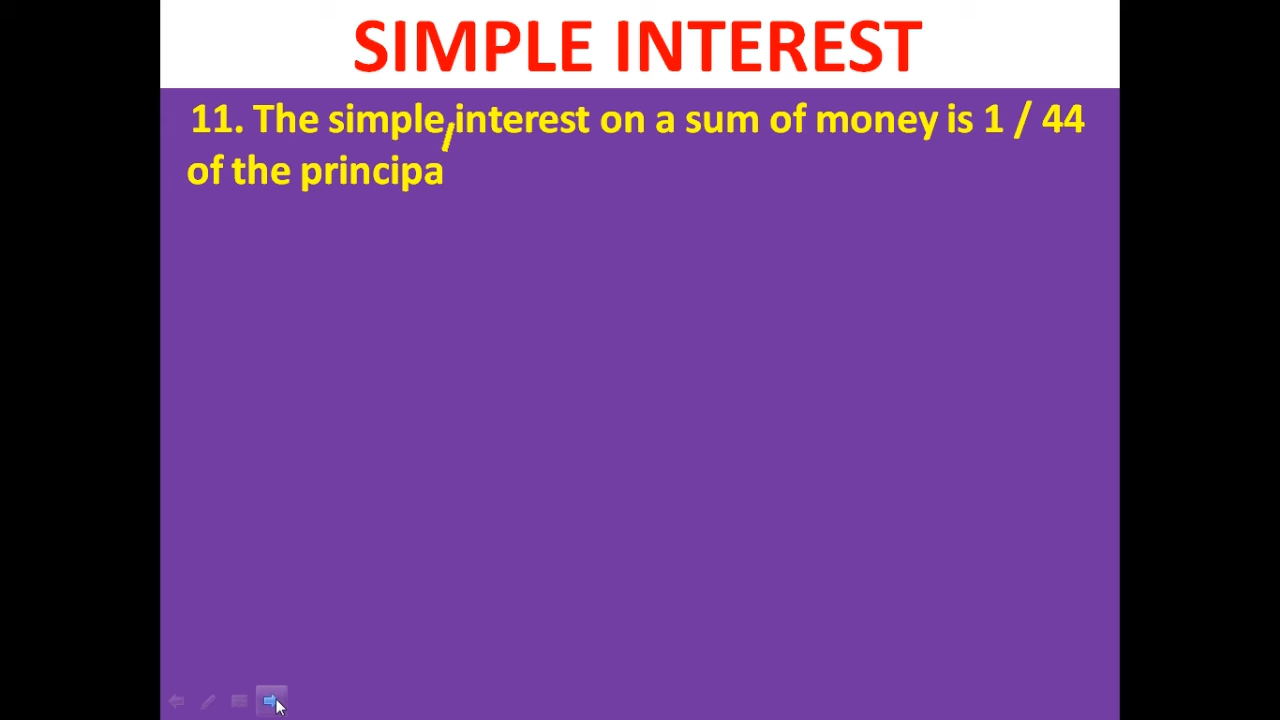 SIMPLE INTEREST
11. The simple interest on a sum of money is 1 / 44
of the principa